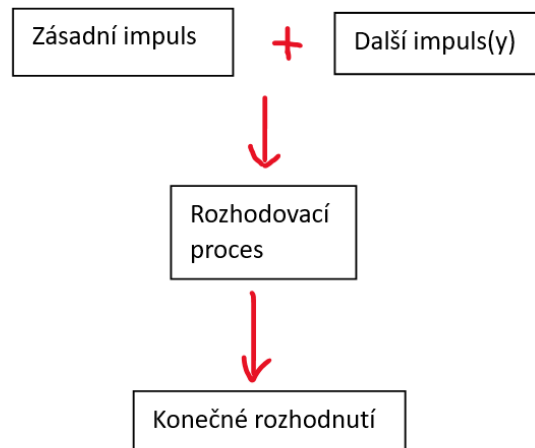 Zásadní impuls + Další impuls(y)
Rozhodovací
proces
Konečné rozhodnutí